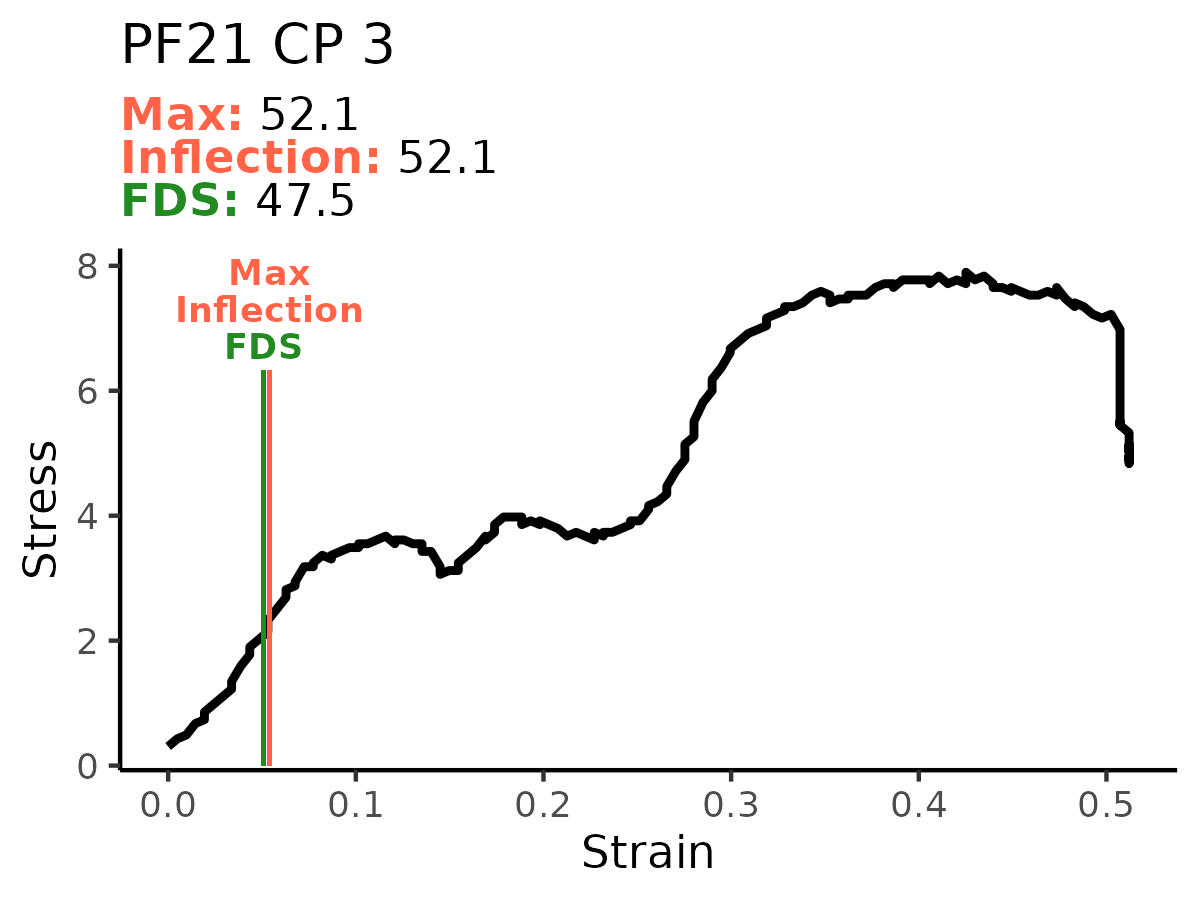 PF21 CP 3
Max: 52.1
Inflection: 52.1
FDS: 47.5
Max
Inflection
FDS
8
6
4
2
0
Stress
0.0 0.1 0.2 0.3 0.4 0.5
Strain